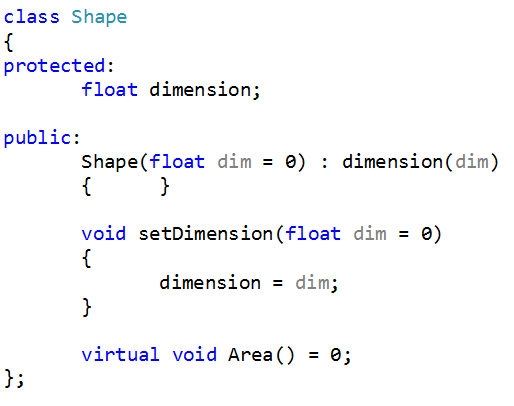 class Shape
{
protected:
        float dimension;

public:
        Shape(float dim = 0) : dimension(dim)
        {      }

        void setDimension(float dim = 0)
        {
                dimension = dim;
        }

        virtual void Area() = 0;
};